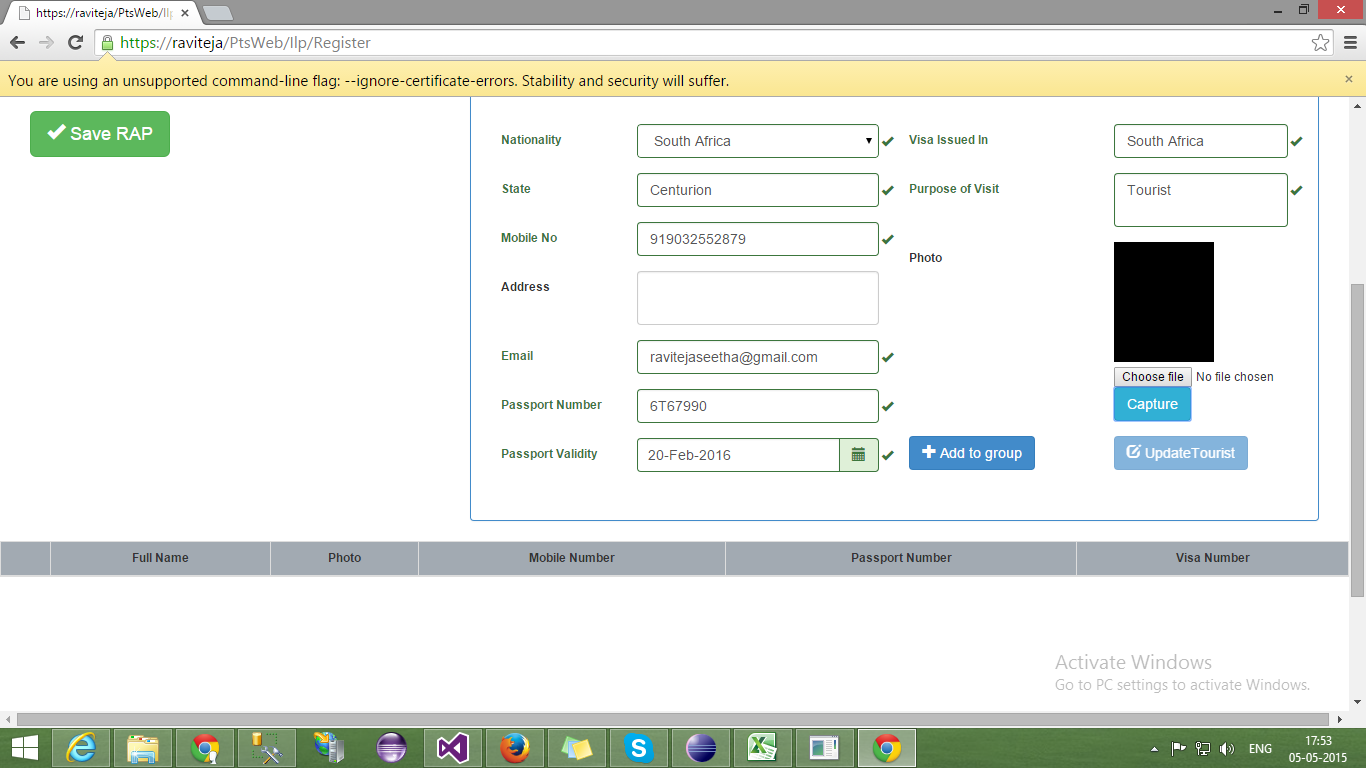 https://raviteja/PtsWeb/Ilp
https://raviteja/PtsWeb/Ilp/Register
You are using an unsupported command-line flag: --ignore-certificate-errors. Stability and security will suffer.
Save RAP
Nationality South Africa Visa Issued In South Africa
State Centurion Purpose of Visit Tourist
Mobile No 919032552879
Photo
Address
Email ravitejaseetha@gmail.com
Choose file No file chosen
Passport Number 6T67990 Capture
Passport Validity 20-Feb-2016 Add to group UpdateTourist
Full Name Photo Mobile Number Passport Number Visa Number
Activate Windows
Go to PC settings to activate Windows.
ENG 17:53
05-05-2015